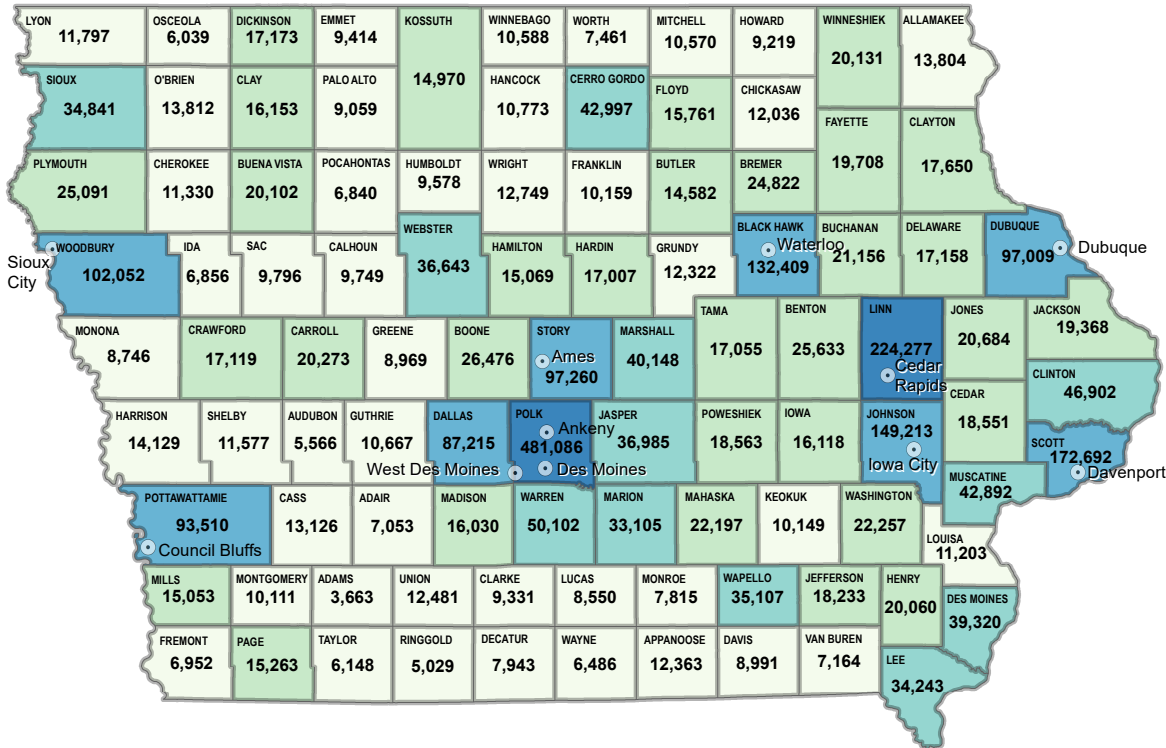 LYON
11,797
OSCEOLA
6,039
DICKINSON
17,173
EMMET
9,414
KOSSUTH
14,970
WINNEBAGO
10,588
WORTH
7,461
MITCHELL
10,570
HOWARD
9,219
WINNESHIEK
20,131
ALLAMAKEE
13,804
SIOUX
34,841
O'BRIEN
13,812
CLAY
16,153
PALO ALTO
9,059
HANCOCK
10,773
CERRO GORDO
42,997
FLOYD
15,761
CHICKASAW
12,036
FAYETTE
19,708
CLAYTON
17,650
PLYMOUTH
25,091
CHEROKEE
11,330
BUENA VISTA
20,102
POCAHONTAS
6,840
HUMBOLDT
9,578
WRIGHT
12,749
FRANKLIN
10,159
BUTLER
14,582
BREMER
24,822
WOODBURY
102,052
Sioux
City
IDA
6,856
SAC
9,796
CALHOUN
9,749
WEBSTER
36,643
HAMILTON
15,069
HARDIN
17,007
GRUNDY
12,322
BLACK HAWK
Waterloo
132,409
BUCHANAN
21,156
DELAWARE
17,158
DUBUQUE
97,009
Dubuque
MONONA
8,746
CRAWFORD
17,119
CARROLL
20,273
GREENE
8,969
BOONE
26,476
STORY
Ames
97,260
MARSHALL
40,148
TAMA
17,055
BENTON
25,633
LINN
224,277
Cedar
Rapids
JONES
20,684
JACKSON
19,368
CLINTON
46,902
HARRISON
14,129
SHELBY
11,577
AUDUBON
5,566
GUTHRIE
10,667
DALLAS
87,215
West Des Moines
POLK
Ankeny
481,086
Des Moines
JASPER
36,985
POWESHIEK
18,563
IOWA
16,118
JOHNSON
149,213
Iowa City
CEDAR
18,551
SCOTT
172,692
Davenport
MUSCATINE
42,892
POTTAWATTAMIE
93,510
Council Bluffs
CASS
13,126
ADAIR
7,053
MADISON
16,030
WARREN
50,102
MARION
33,105
MAHASKA
22,197
KEOKUK
10,149
WASHINGTON
22,257
LOUISA
11,203
MILLS
15,053
MONTGOMERY
10,111
ADAMS
3,663
UNION
12,481
CLARKE
9,331
LUCAS
8,550
MONROE
7,815
WAPELLO
35,107
JEFFERSON
18,233
HENRY
20,060
DES MOINES
39,320
FREMONT
6,952
PAGE
15,263
TAYLOR
6,148
RINGGOLD
5,029
DECATUR
7,943
WAYNE
6,486
APPANOOSE
12,363
DAVIS
8,991
VAN BUREN
7,164
LEE
34,243